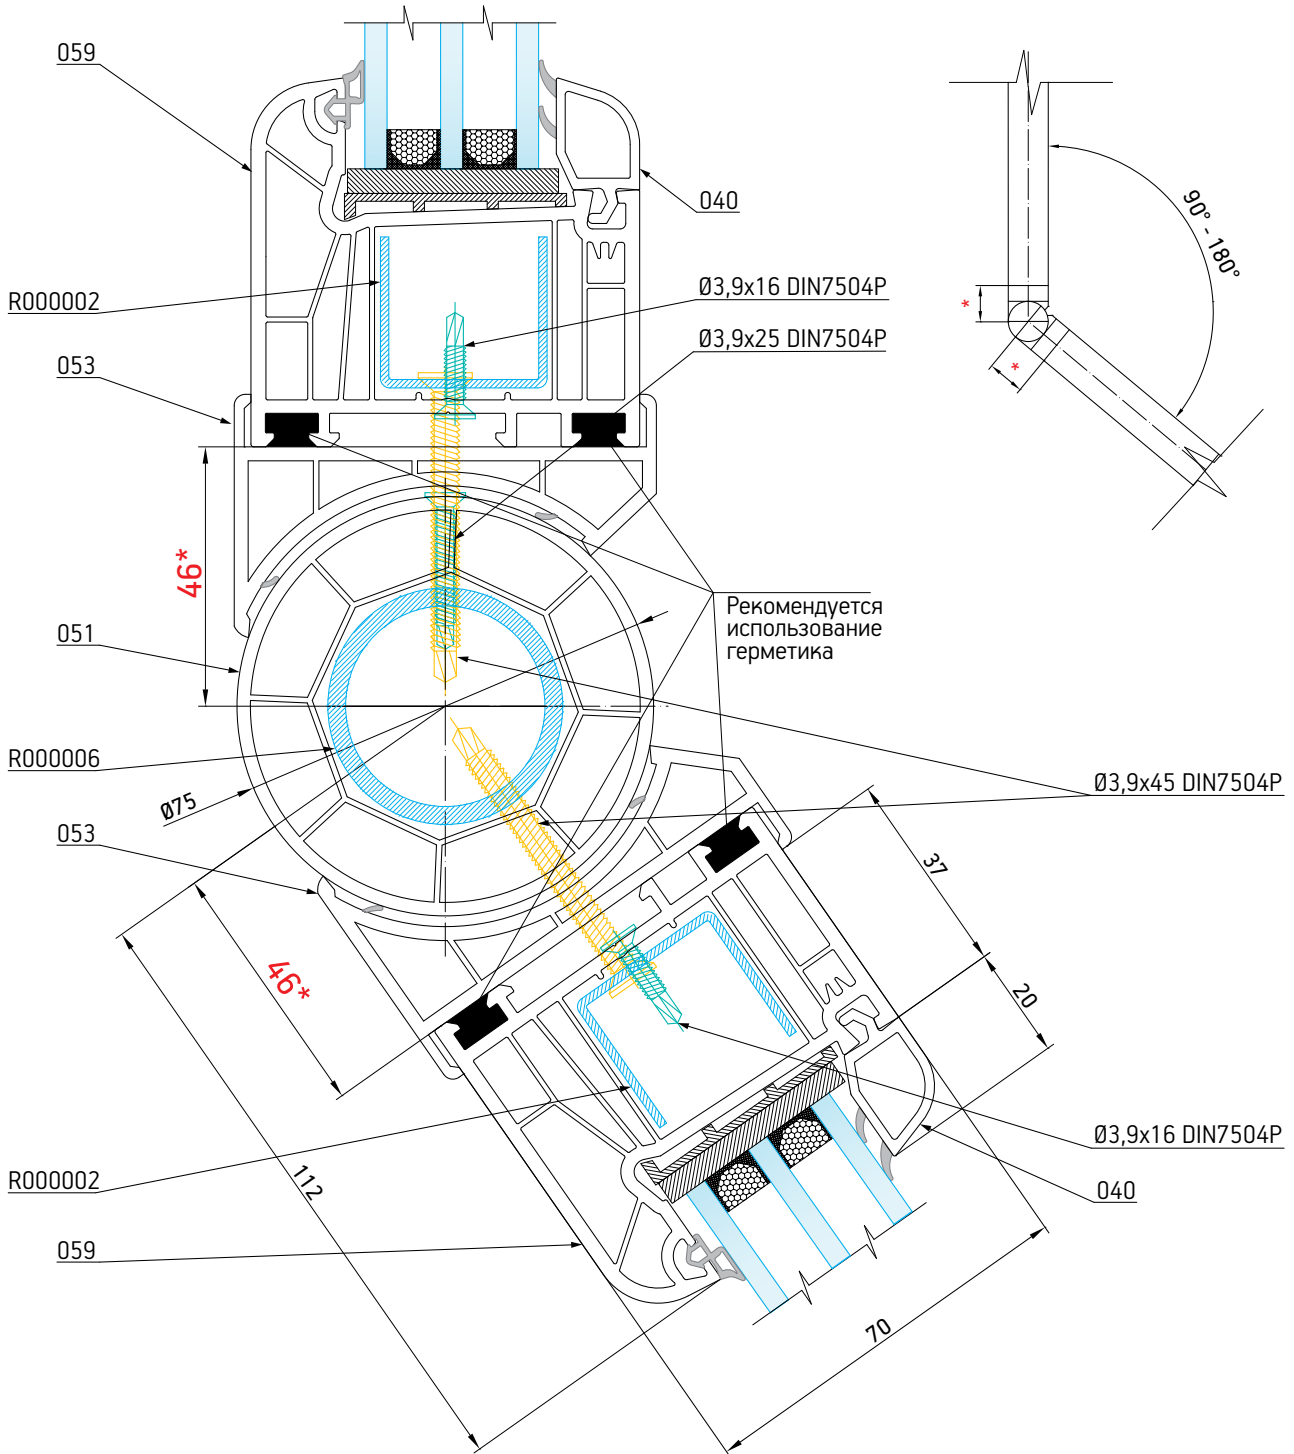 059
040
90° - 180°
R000002
Ø3,9x16 DIN7504P
*
Ø3,9x25 DIN7504P
053
*
46*
Рекомендуется
использование
герметика
051
R000006
Ø75
Ø3,9x45 DIN7504P
053
37
46*
20
Ø3,9x16 DIN7504P
R000002
112
040
059
70